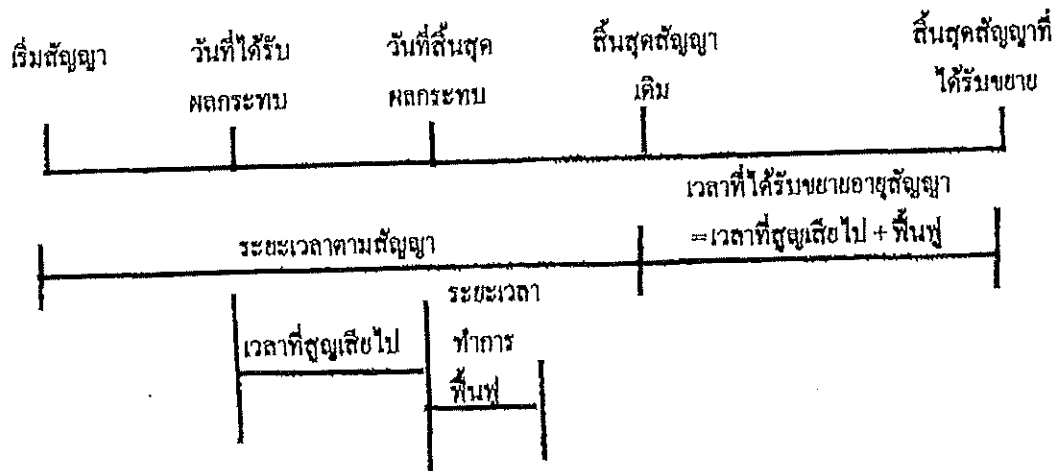 เริ่มสัญญา
วันที่ได้รับ
ผลกระทบ
วันที่สิ้นสุด
ผลกระทบ
สิ้นสุดสัญญา
เดิม
สิ้นสุดสัญญาที่
ได้รับขยาย
เวลาที่ได้รับขยายอายุสัญญา
=เวลาที่สูญเสียไป + ฟื้นฟู
ระยะเวลาตามสัญญา
เวลาที่สูญเสียไป
ระยะเวลา
ทำการ
ฟื้นฟู